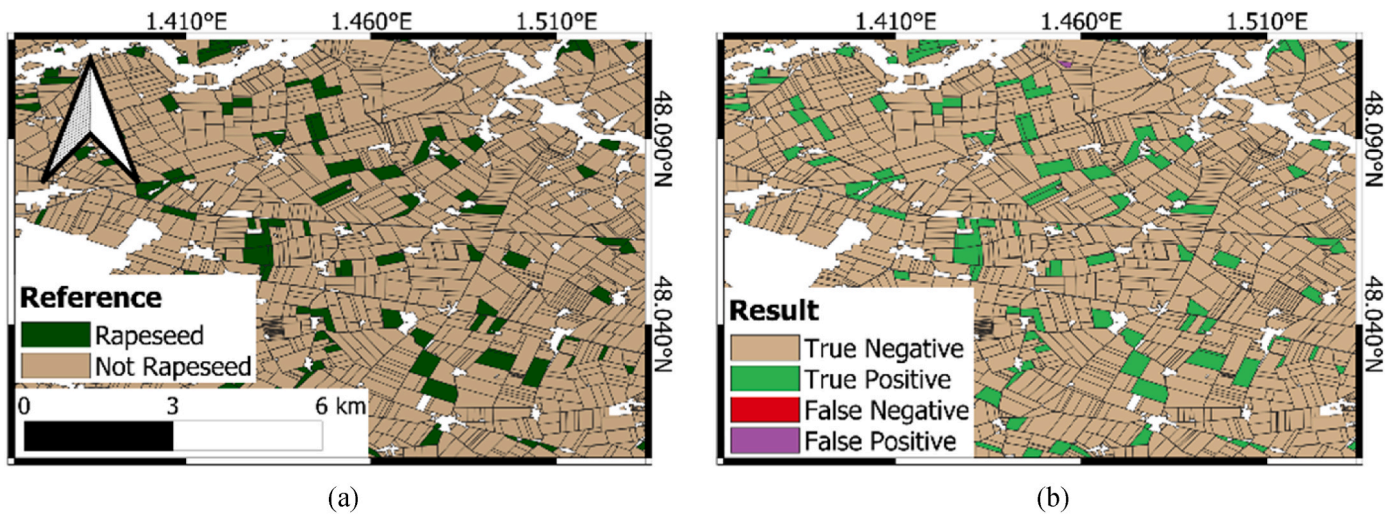 1.410°E 1.460°E 1.510°E
48.090°N
48.040°N
Reference
Rapeseed
Not Rapeseed
0 3 6 km
(a)
1.410°E 1.460°E 1.510°E
48.090°N
48.040°N
Result
True Negative
True Positive
False Negative
False Positive
(b)